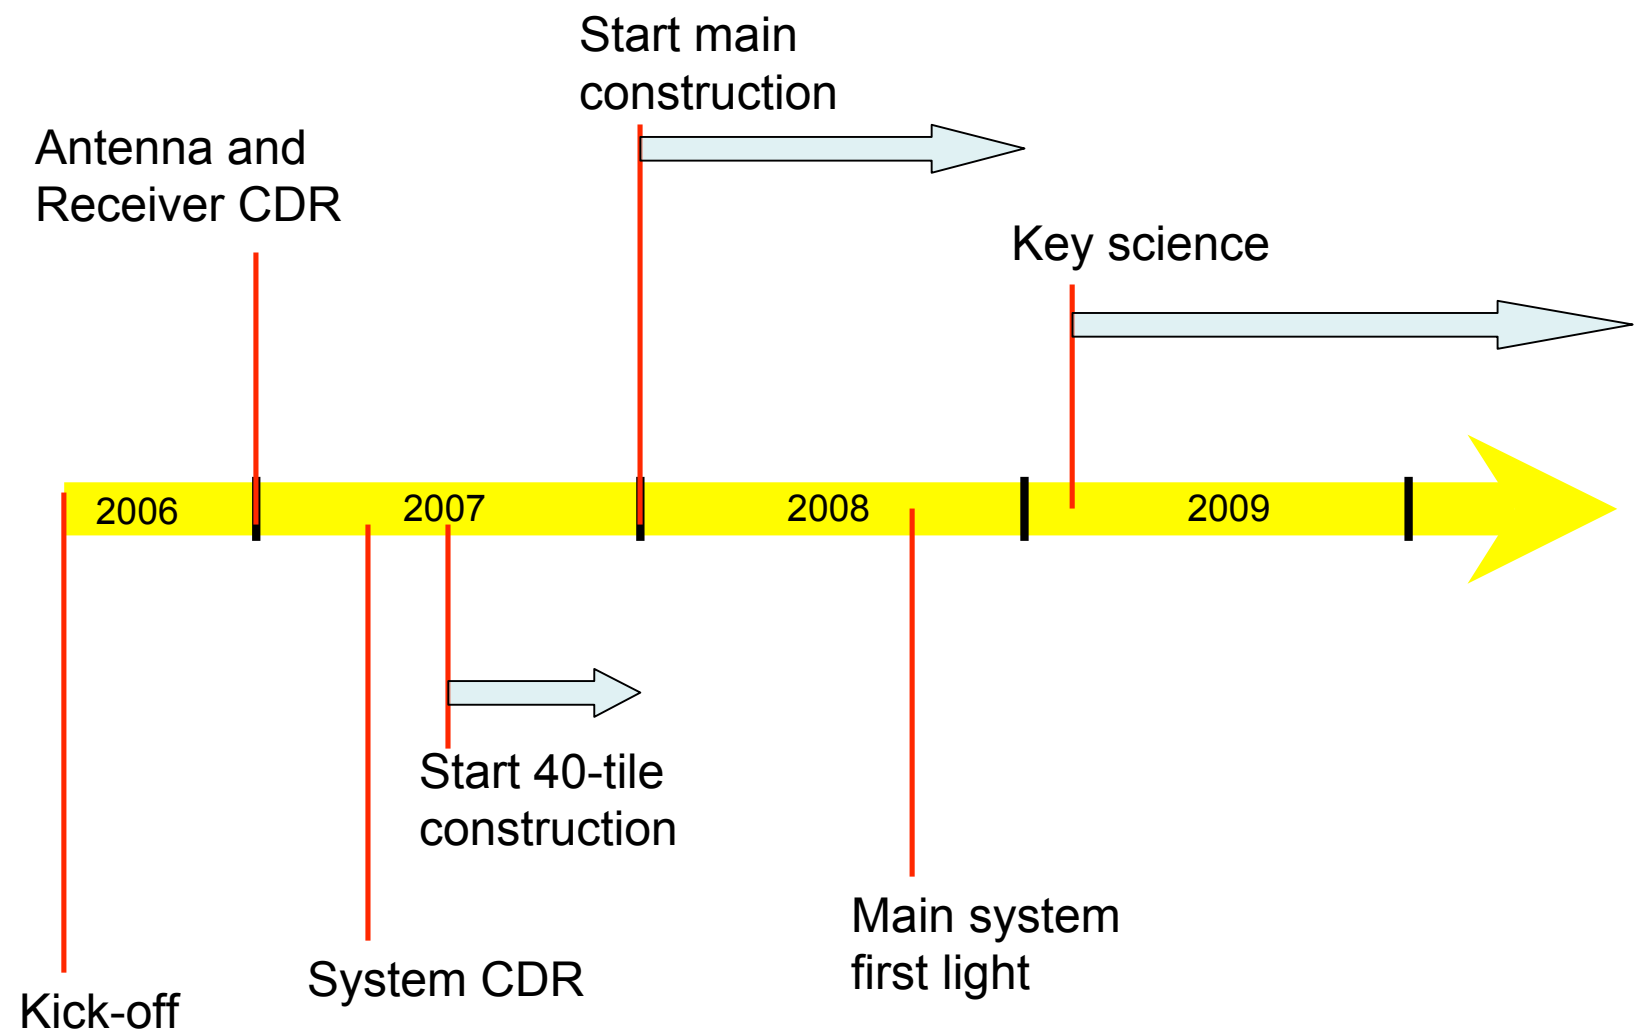 Start main
construction
Antenna and
Receiver CDR
Key science
2006
2007
2008
2009
Start 40-tile
construction
Main system
first light
System CDR
Kick-off